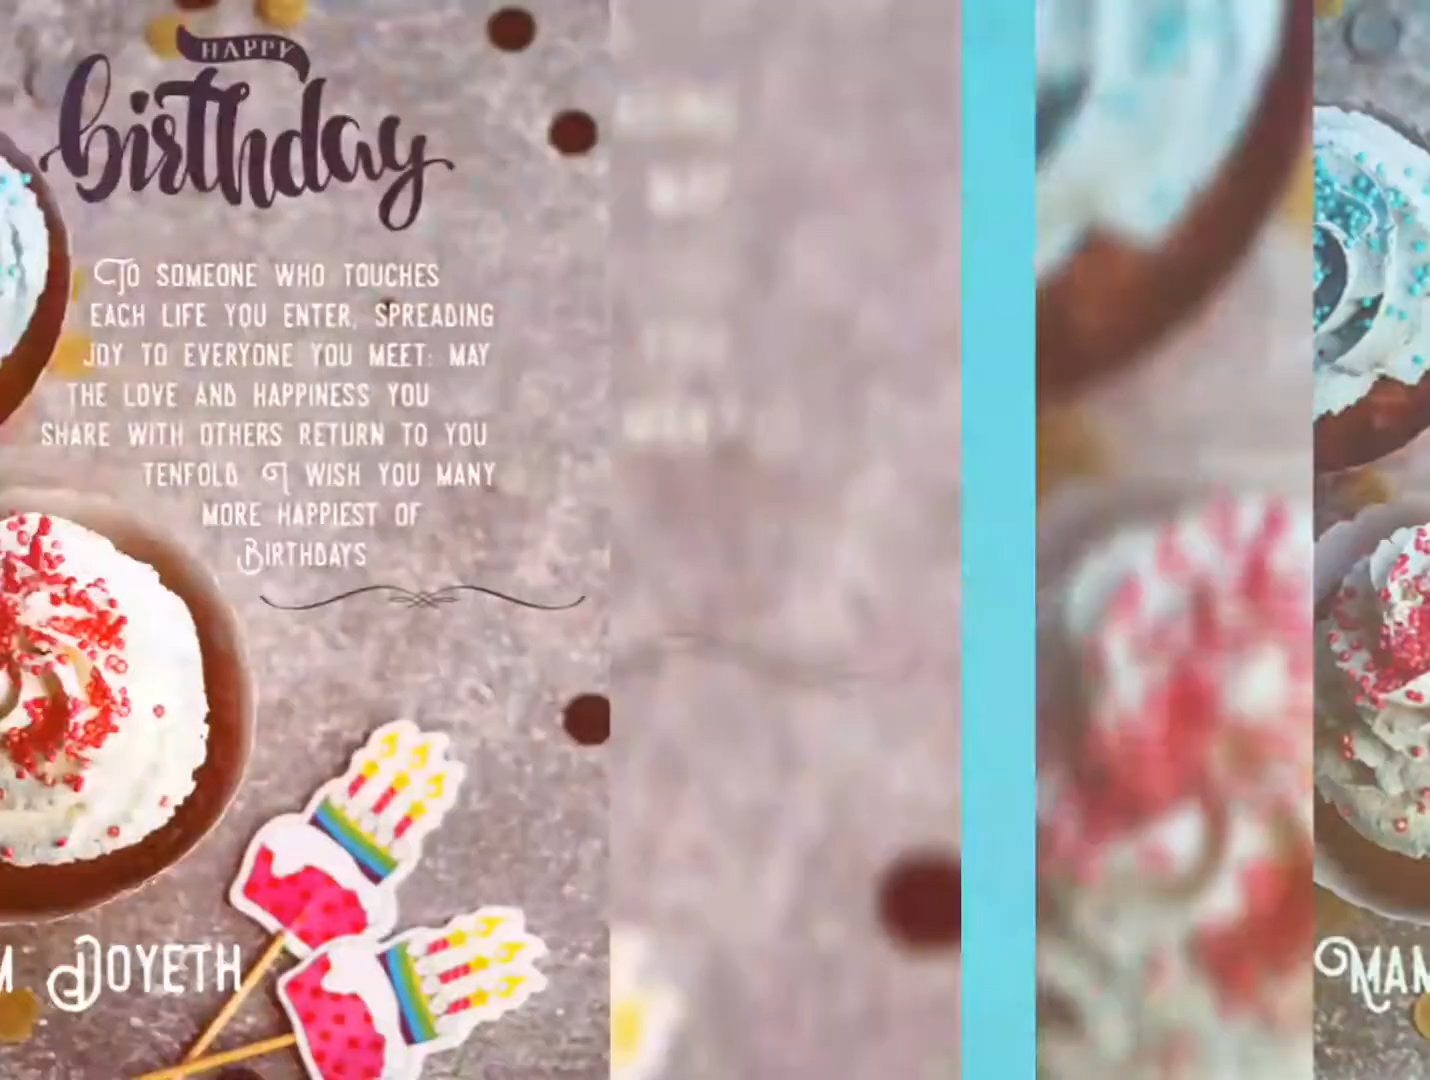 HAPPY
birthday
To SOMEONE WHO TOUCHES
EACH LIFE YOU ENTER, SPREADING
JOY TO EVERYONE YOU MEET: MAY
THE LOVE AND HAPPINESS YOU
SHARE WITH OTHERS RETURN TO YOU
TENFOLD. I WISH YOU MANY
MORE HAPPIEST OF
BIRTHDAYS
M DOYETH
MAM